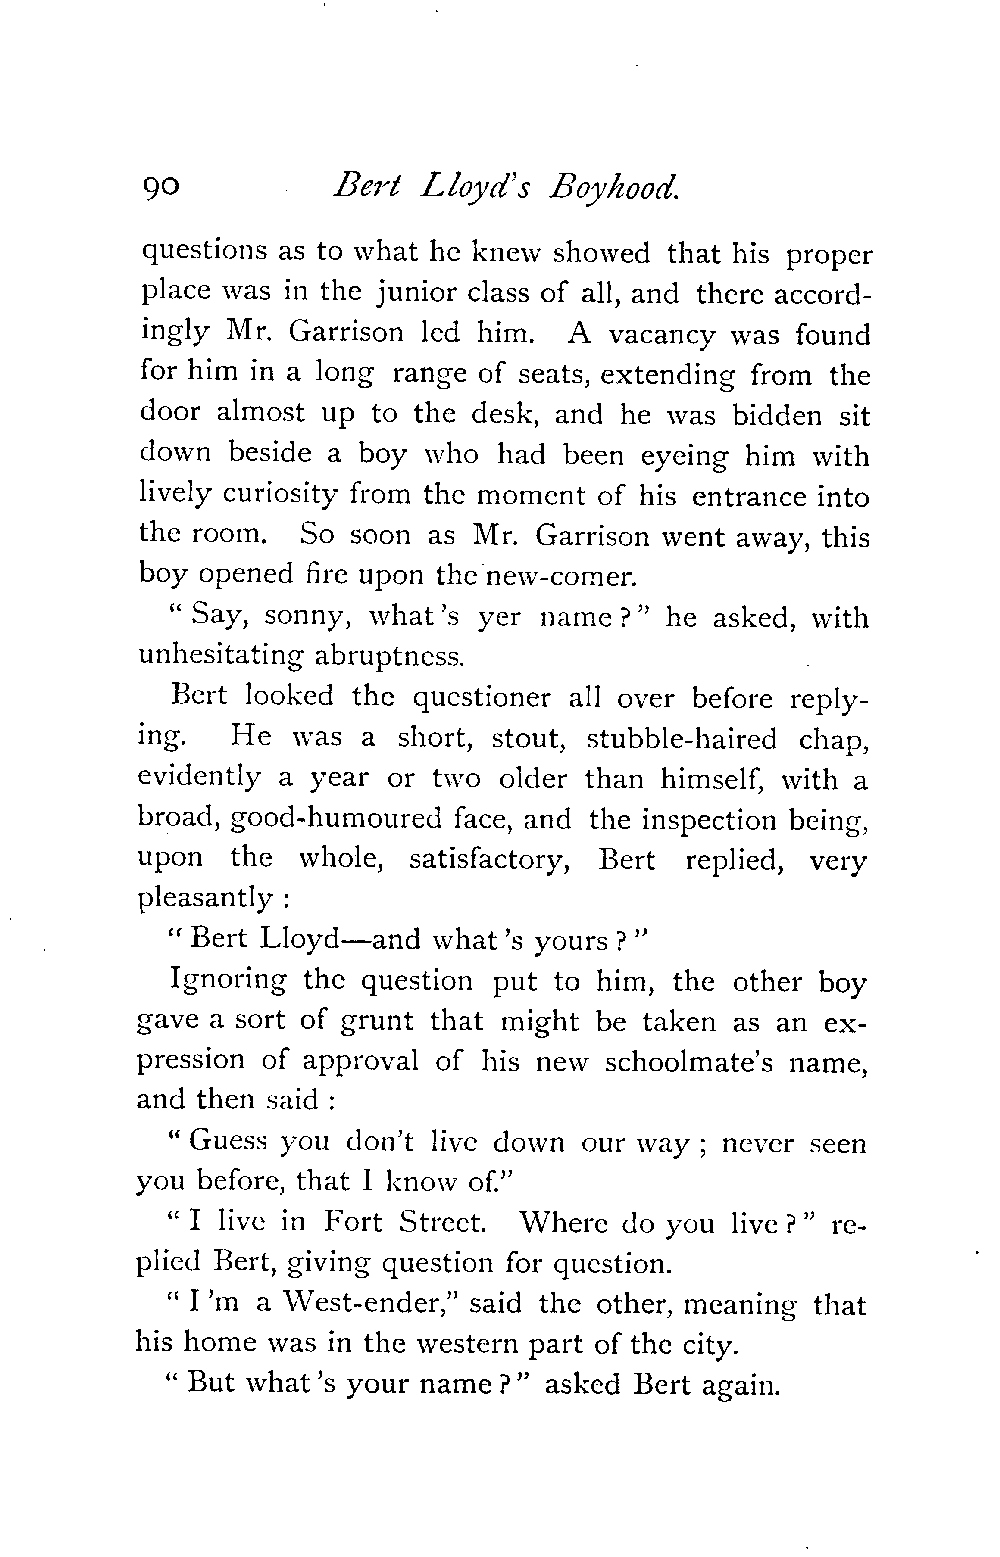 90 Bert Lloyd's Boyhood.
questions as to what he knew showed that his proper
place was in the junior class of all, and there accord-
ingly Mr. Garrison led him. A vacancy was found
for him in a long range of seats, extending from the
door almost up to the desk, and he was bidden sit
down beside a boy who had been eyeing him with
lively curiosity from the moment of his entrance into
the room. So soon as Mr. Garrison went away, this
boy opened fire upon the new-comer.
" Say, sonny, what 's yer name ? " he asked, with
unhesitating abruptness.
Bert looked the questioner all over before reply-
ing. He was a short, stout, stubble-haired chap,
evidently a year or two older than himself, with a
broad, good-humoured face, and the inspection being,
upon the whole, satisfactory, Bert replied, very
pleasantly :
" Bert Lloyd—and what 's yours ? "
Ignoring the question put to him, the other boy
gave a sort of grunt that might be taken as an ex-
pression of approval of his new schoolmate's name,
and then said :
" Guess you don't live down our way ; never seen
you before, that I know of."
" I live in Fort Street. Where do you live ? " re-
plied Bert, giving question for question.
" I 'm a West-ender," said the other, meaning that
his home was in the western part of the city.
" But what 's your name ? " asked Bert again.